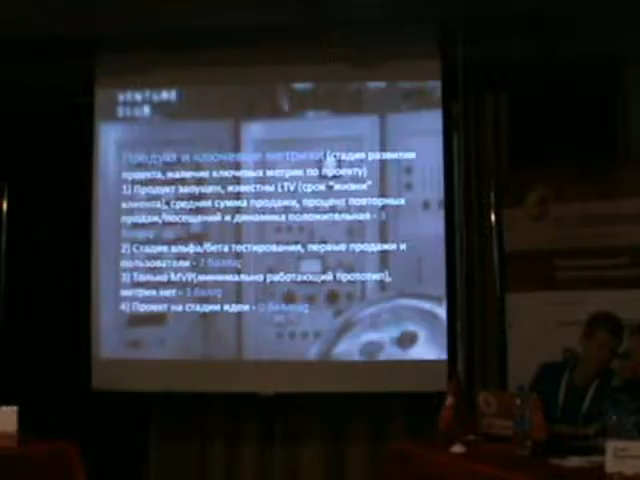 VENTURE
CLUB
Продукт и ключевые метрики (стадия развития
проекта, наличие ключевых метрик по проекту)
1) Продукт запущен, известны LTV (срок "жизни"
клиента), средняя сумма продажи, процент повторных
продаж/посещений и динамика положительная -
2) Стадия альфа/бета тестирования, первые продажи и
пользователи - 2 балла
3) Только MVP(минимально работающий прототип),
метрик нет - 1 балл
4) Проект на стадии идеи - 0 баллов